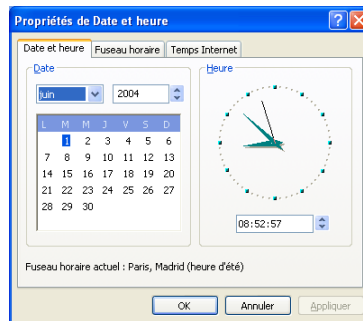 Propriétés de Date et heure
Date et heure Fuseau horaire Temps Internet
Date
juin 2004
L M M J V S D
1 2 3 4 5 6
7 8 9 10 11 12 13
14 15 16 17 18 19 20
21 22 23 24 25 26 27
28 29 30
Heure
08:52:57
Fuseau horaire actuel : Paris, Madrid (heure d'été)
OK Annuler Appliquer